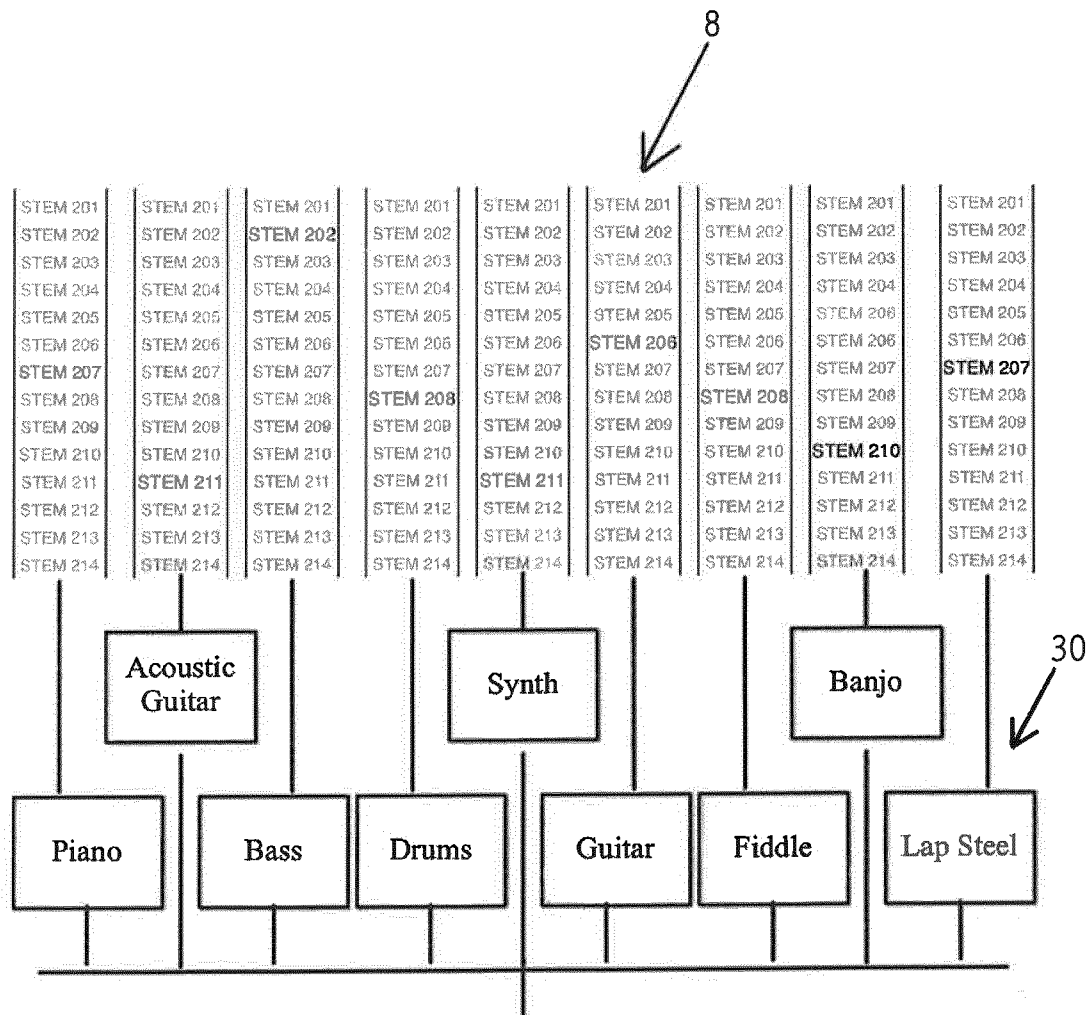 8
STEM 201 STEM 201 STEM 201 STEM 201 STEM 201 STEM 201 STEM 201 STEM 201 STEM 201
STEM 202 STEM 202 STEM 202 STEM 202 STEM 202 STEM 202 STEM 202 STEM 202 STEM 202
STEM 203 STEM 203 STEM 203 STEM 203 STEM 203 STEM 203 STEM 203 STEM 203 STEM 203
STEM 204 STEM 204 STEM 204 STEM 204 STEM 204 STEM 204 STEM 204 STEM 204 STEM 204
STEM 205 STEM 205 STEM 205 STEM 205 STEM 205 STEM 205 STEM 205 STEM 205 STEM 205
STEM 206 STEM 206 STEM 206 STEM 206 STEM 206 STEM 206 STEM 206 STEM 206 STEM 206
STEM 207 STEM 207 STEM 207 STEM 207 STEM 207 STEM 207 STEM 207 STEM 207 STEM 207
STEM 208 STEM 208 STEM 208 STEM 208 STEM 208 STEM 208 STEM 208 STEM 208 STEM 208
STEM 209 STEM 209 STEM 209 STEM 209 STEM 209 STEM 209 STEM 209 STEM 209 STEM 209
STEM 210 STEM 210 STEM 210 STEM 210 STEM 210 STEM 210 STEM 210 STEM 210 STEM 210
STEM 211 STEM 211 STEM 211 STEM 211 STEM 211 STEM 211 STEM 211 STEM 211 STEM 211
STEM 212 STEM 212 STEM 212 STEM 212 STEM 212 STEM 212 STEM 212 STEM 212 STEM 212
STEM 213 STEM 213 STEM 213 STEM 213 STEM 213 STEM 213 STEM 213 STEM 213 STEM 213
STEM 214 STEM 214 STEM 214 STEM 214 STEM 214 STEM 214 STEM 214 STEM 214 STEM 214
30
Acoustic
Guitar
Synth
Banjo
Piano
Bass
Drums
Guitar
Fiddle
Lap Steel